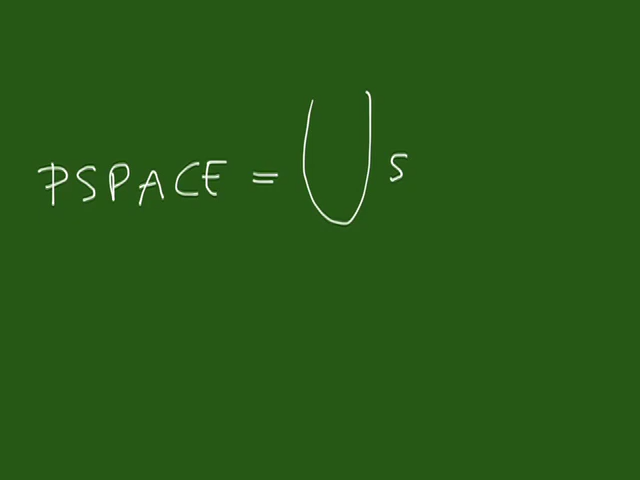 PSPACE = ⋃ S